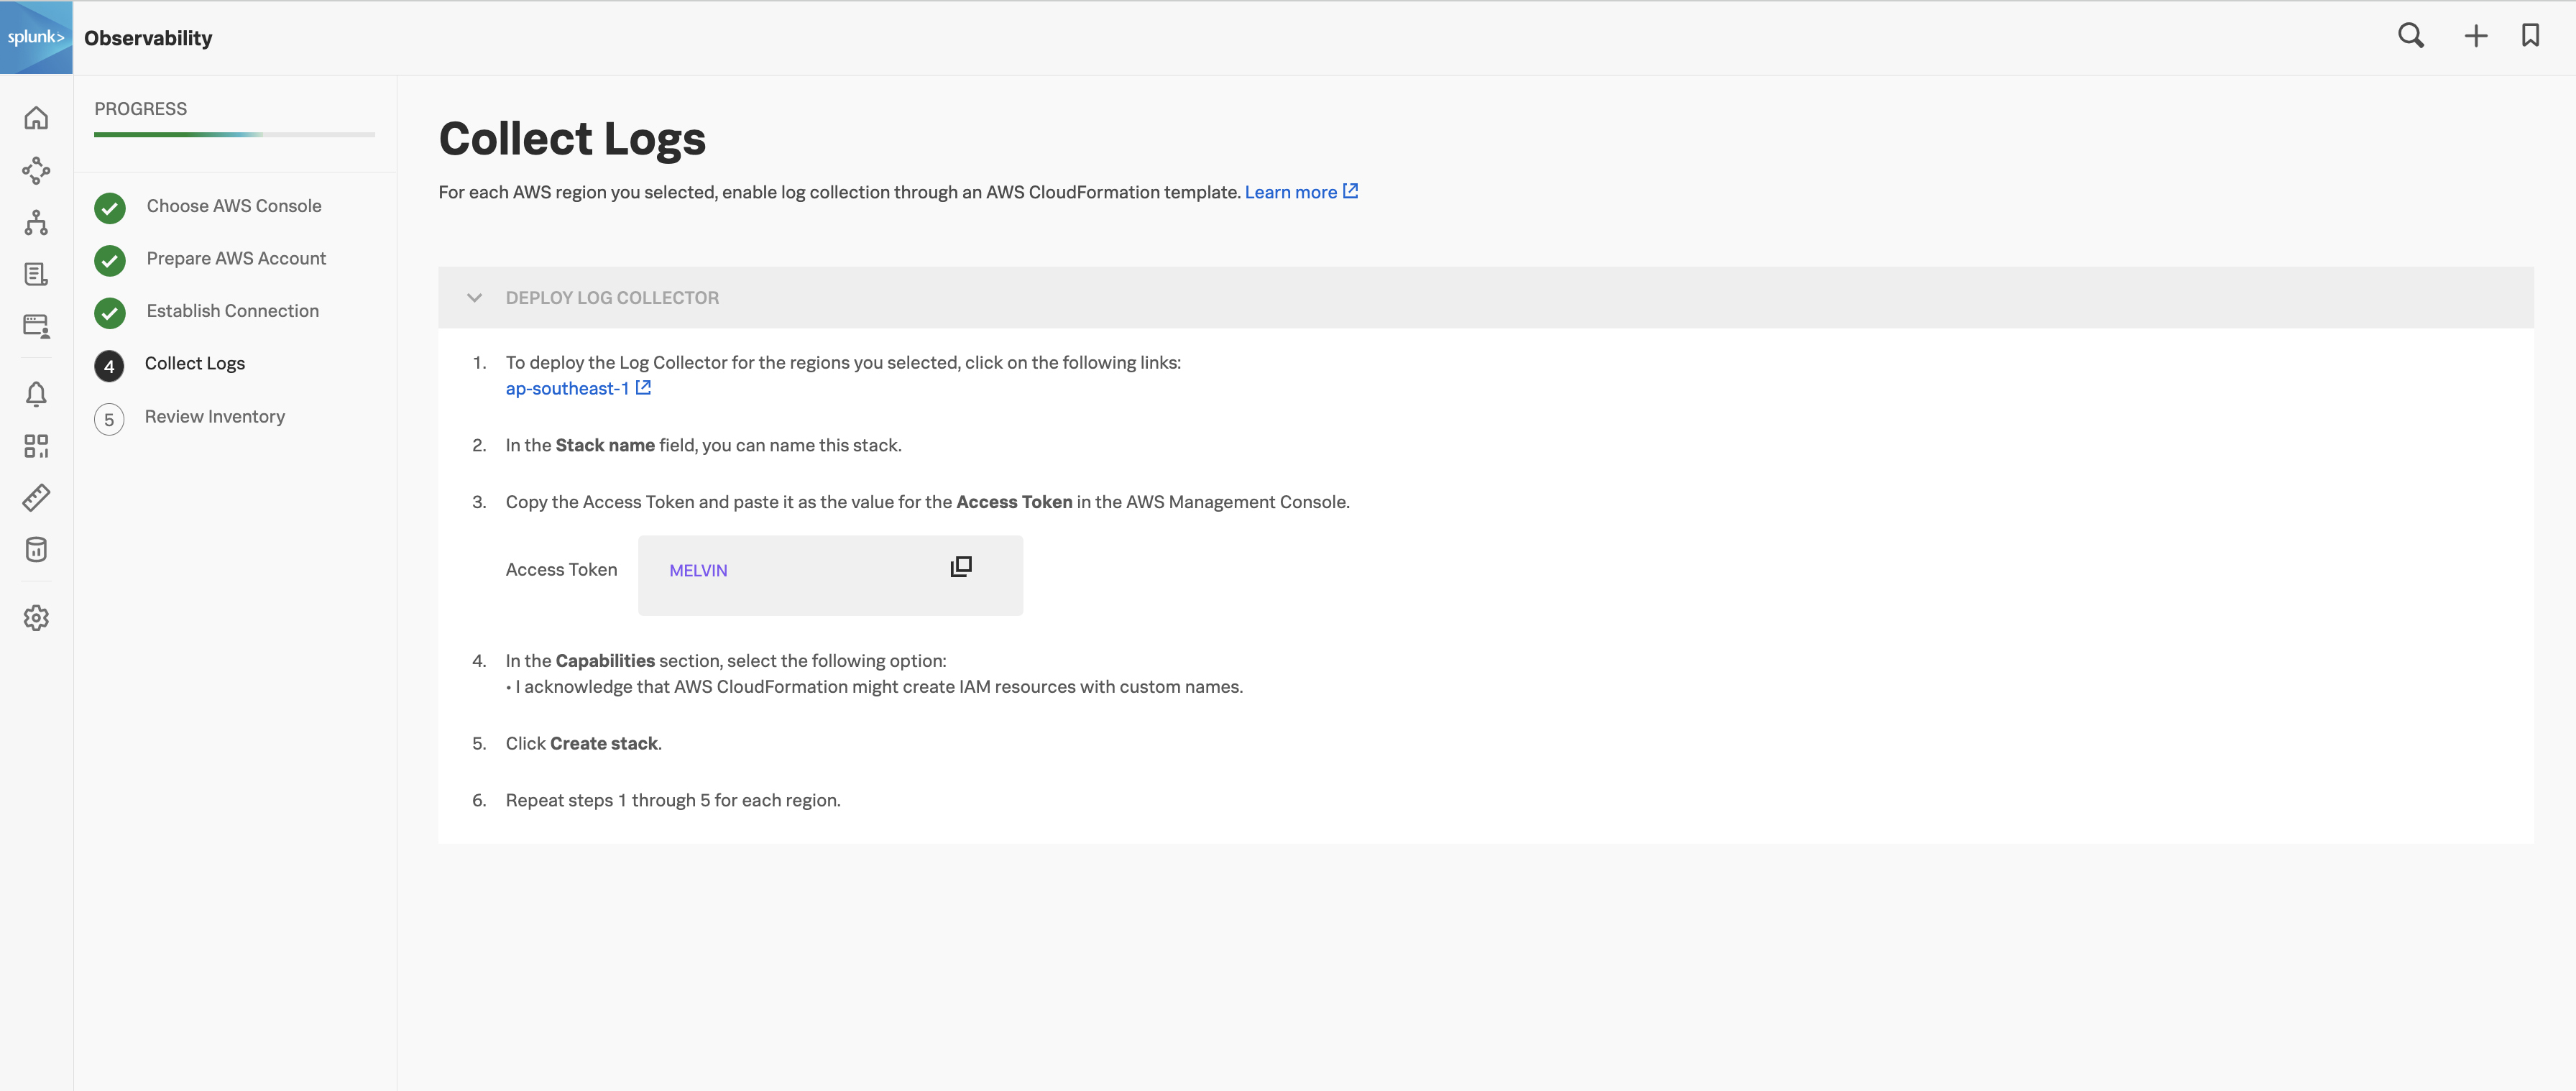 splunk> Observability
PROGRESS
Choose AWS Console
Prepare AWS Account
Establish Connection
4 Collect Logs
5 Review Inventory
Collect Logs
For each AWS region you selected, enable log collection through an AWS CloudFormation template. Learn more
DEPLOY LOG COLLECTOR
1. To deploy the Log Collector for the regions you selected, click on the following links:
ap-southeast-1
2. In the Stack name field, you can name this stack.
3. Copy the Access Token and paste it as the value for the Access Token in the AWS Management Console.
Access Token MELVIN
4. In the Capabilities section, select the following option:
• I acknowledge that AWS CloudFormation might create IAM resources with custom names.
5. Click Create stack.
6. Repeat steps 1 through 5 for each region.